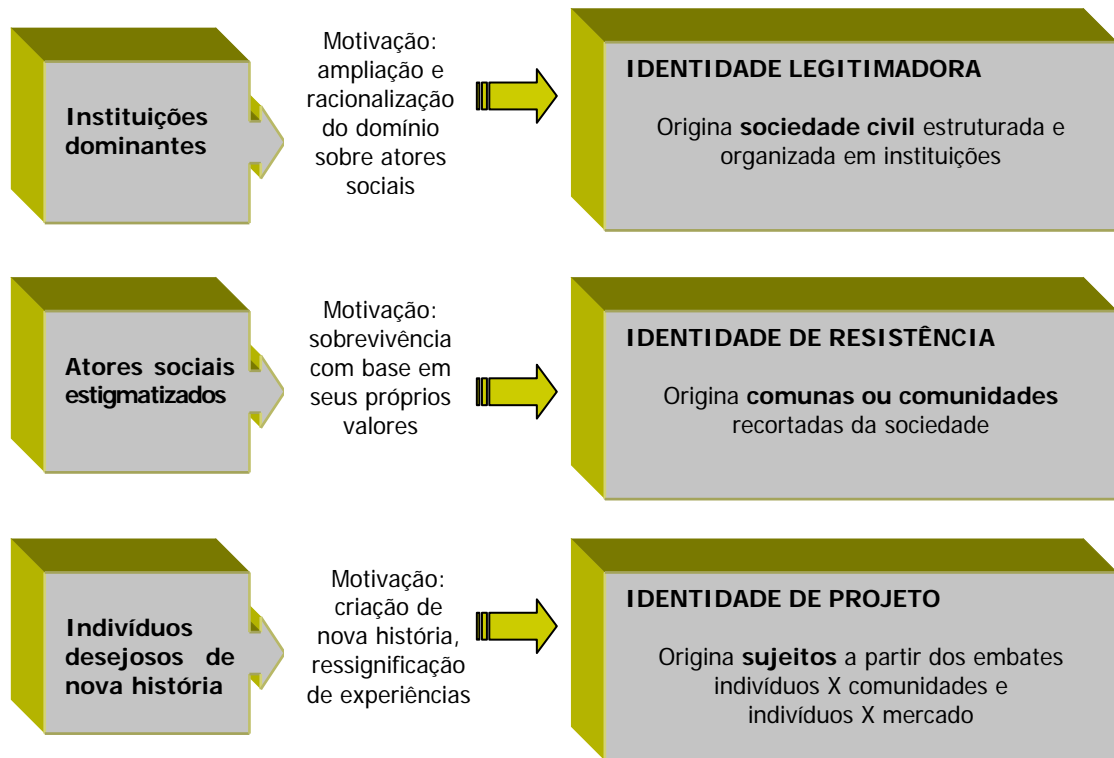 Instituições
dominantes
Motivação:
ampliação e
racionalização
do domínio
sobre atores
sociais
IDENTIDADE LEGITIMADORA
Origina sociedade civil estruturada e
organizada em instituições
Atores sociais
estigmatizados
Motivação:
sobrevivência
com base em
seus próprios
valores
IDENTIDADE DE RESISTÊNCIA
Origina comunas ou comunidades
recortadas da sociedade
Indivíduos
desejosos de
nova história
Motivação:
criação de
nova história,
ressignificação
de experiências
IDENTIDADE DE PROJETO
Origina sujeitos a partir dos embates
indivíduos X comunidades e
indivíduos X mercado